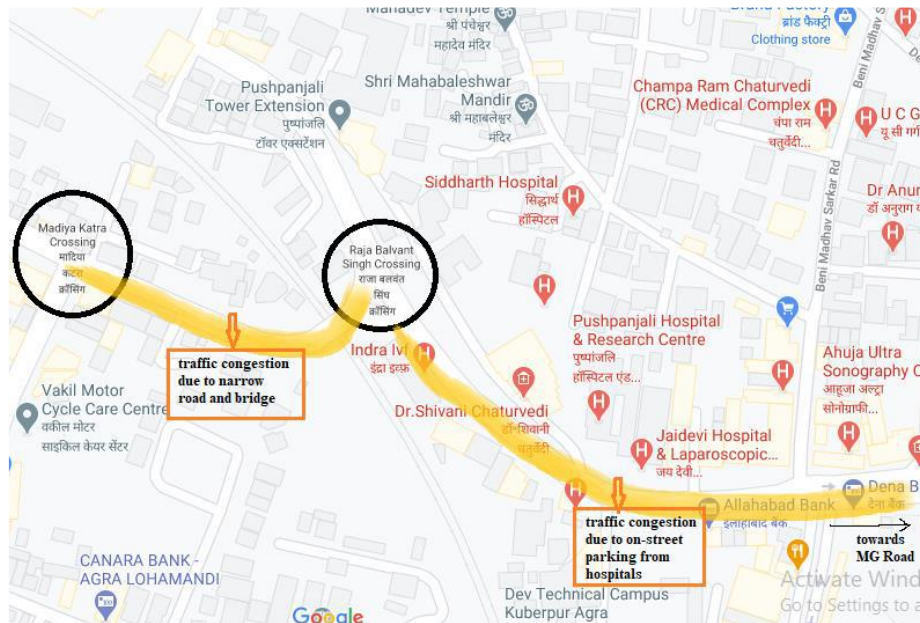 Mahadev Temple
श्री पंचेश्वर
महादेव मंदिर
ब्रांड फैक्ट्री
Clothing store
Beni Madhav S
Pushpanjali
Tower Extension
पुष्पांजलि
टॉवर एक्सटेंशन
Shri Mahabaleshwar
Mandir
श्री महाबलेश्वर
मंदिर
Champa Ram Chaturvedi
(CRC) Medical Complex
चंपा राम
चतुर्वेदी...
U C G
यू सी गंग
Siddharth Hospital
सिद्धार्थ
हॉस्पिटल
Beni Madhav Sarkar Rd
Dr Anur
डॉ अनुराग
Madiya Katra
Crossing
मादिया
कटरा
क्रॉसिंग
Raja Balvant
Singh Crossing
राजा बलवंत
सिंघ
क्रॉसिंग
traffic congestion
due to narrow
road and bridge
Indra Ivf
इंद्रा इव्फ़
Pushpanjali Hospital
& Research Centre
पुष्पांजलि
हॉस्पिटल एंड...
Ahuja Ultra
Sonography C
आहूजा अल्ट्रा
सोनोग्राफी...
Vakil Motor
Cycle Care Centre
वकील मोटर
साइकिल केयर सेंटर
Dr.Shivani Chaturvedi
डॉ॰शिवानी
चतुर्वेदी
Jaidevi Hospital
& Laparoscopic...
जय देवी...
Allahabad Bank
इलाहाबाद बैंक
Dena B
देना बैंक
traffic congestion
due to on-street
parking from
hospitals
towards
MG Road
CANARA BANK -
AGRA LOHAMANDI
Dev Technical Campus
Kuberpur Agra
Google
Activate Wind
Go to Settings to a